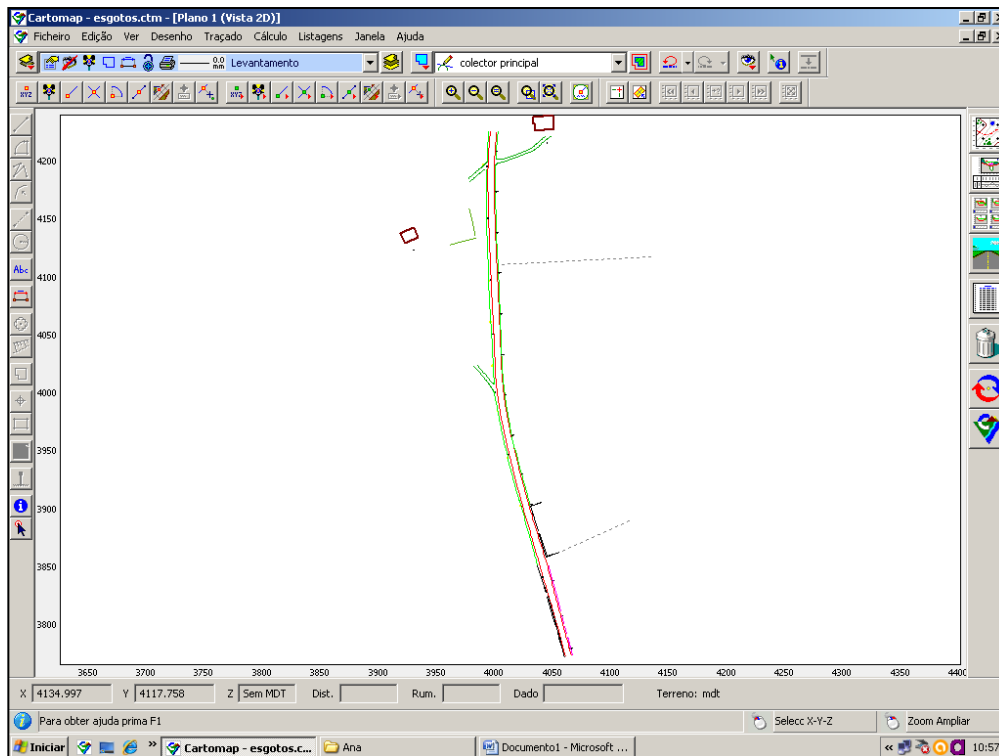 Cartomap - esgotos.ctm - [Plano 1 (Vista 2D)]
Ficheiro Edição Ver Desenho Traçado Cálculo Listagens Janela Ajuda
0.0 mm Levantamento colector principal
XYZ
Abc
4200
4150
4100
4050
4000
3950
3900
3850
3800
3650 3700 3750 3800 3850 3900 3950 4000 4050 4100 4150 4200 4250 4300 4350 4400
X 4134.997 Y 4117.758 Z Sem MDT Dist. Rum. Dado Terreno: mdt
Para obter ajuda prima F1 Selecc X-Y-Z Zoom Ampliar
Iniciar » Cartomap - esgotos.c... Ana Documento1 - Microsoft ... « 10:57